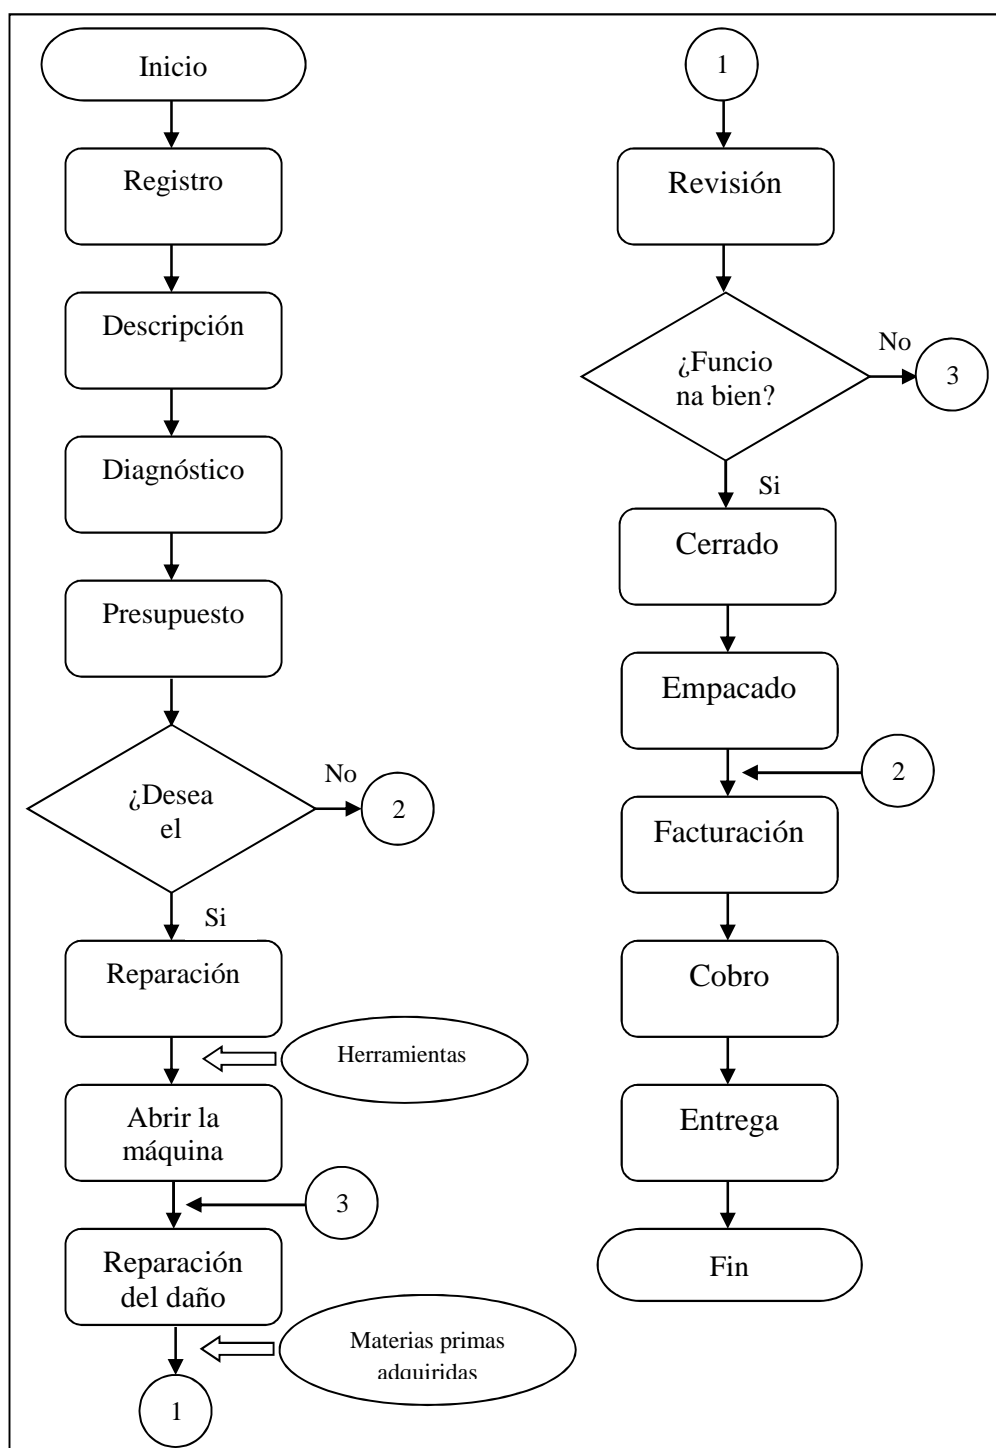 Inicio
Registro
Descripción
Diagnóstico
Presupuesto
¿Desea
el
No
2
Si
Reparación
Herramientas
Abrir la
máquina
3
Reparación
del daño
Materias primas
adquiridas
1
1
Revisión
¿Funcio
na bien?
No
3
Si
Cerrado
Empacado
2
Facturación
Cobro
Entrega
Fin